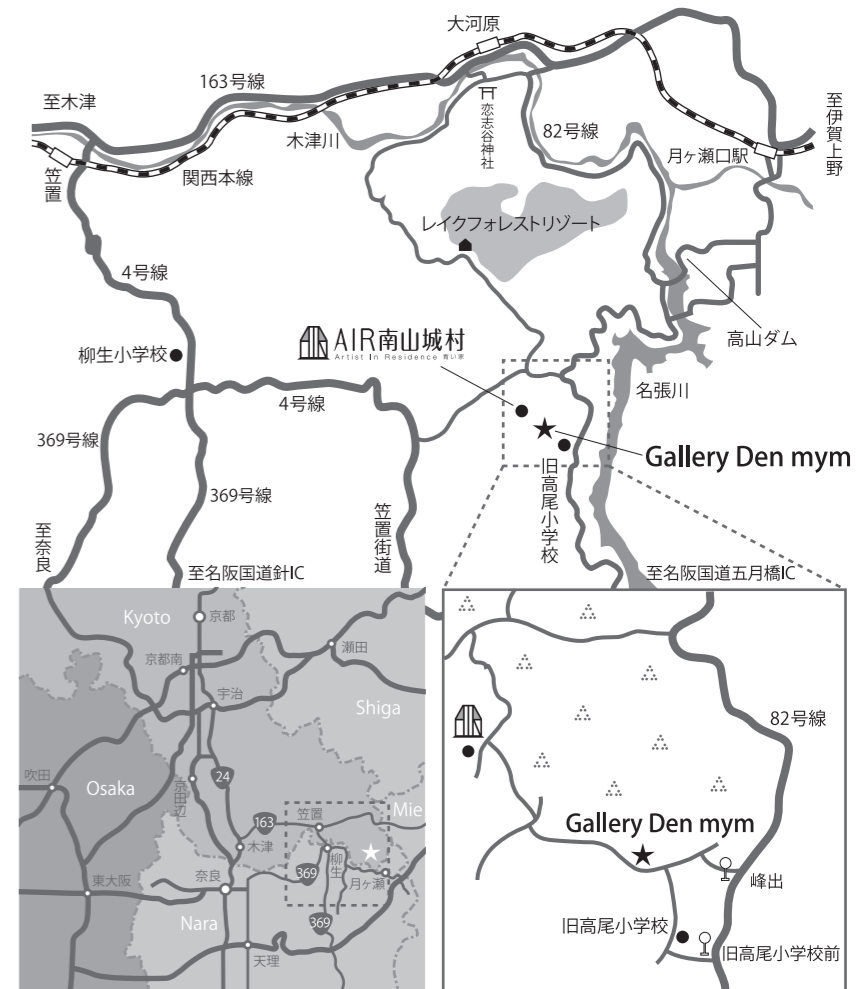 大河原
163号線
至木津
至伊賀上野
恋志谷神社
82号線
木津川
月ヶ瀬口駅
笠置
関西本線
レイクフォレストリゾート
4号線
AIR南山城村
Artist In Residence 青い家
高山ダム
柳生小学校
名張川
4号線
369号線
Gallery Den mym
旧高尾小学校
369号線
笠置街道
至奈良
至名阪国道針IC
至名阪国道五月橋IC
Kyoto
京都
瀬田
京都南
宇治
Shiga
吹田
Osaka
京田辺
24
163
笠置
Mie
木津
柳生
奈良
369
月ヶ瀬
東大阪
Nara
369
天理
82号線
AIR
Gallery Den mym
峰出
旧高尾小学校
旧高尾小学校前